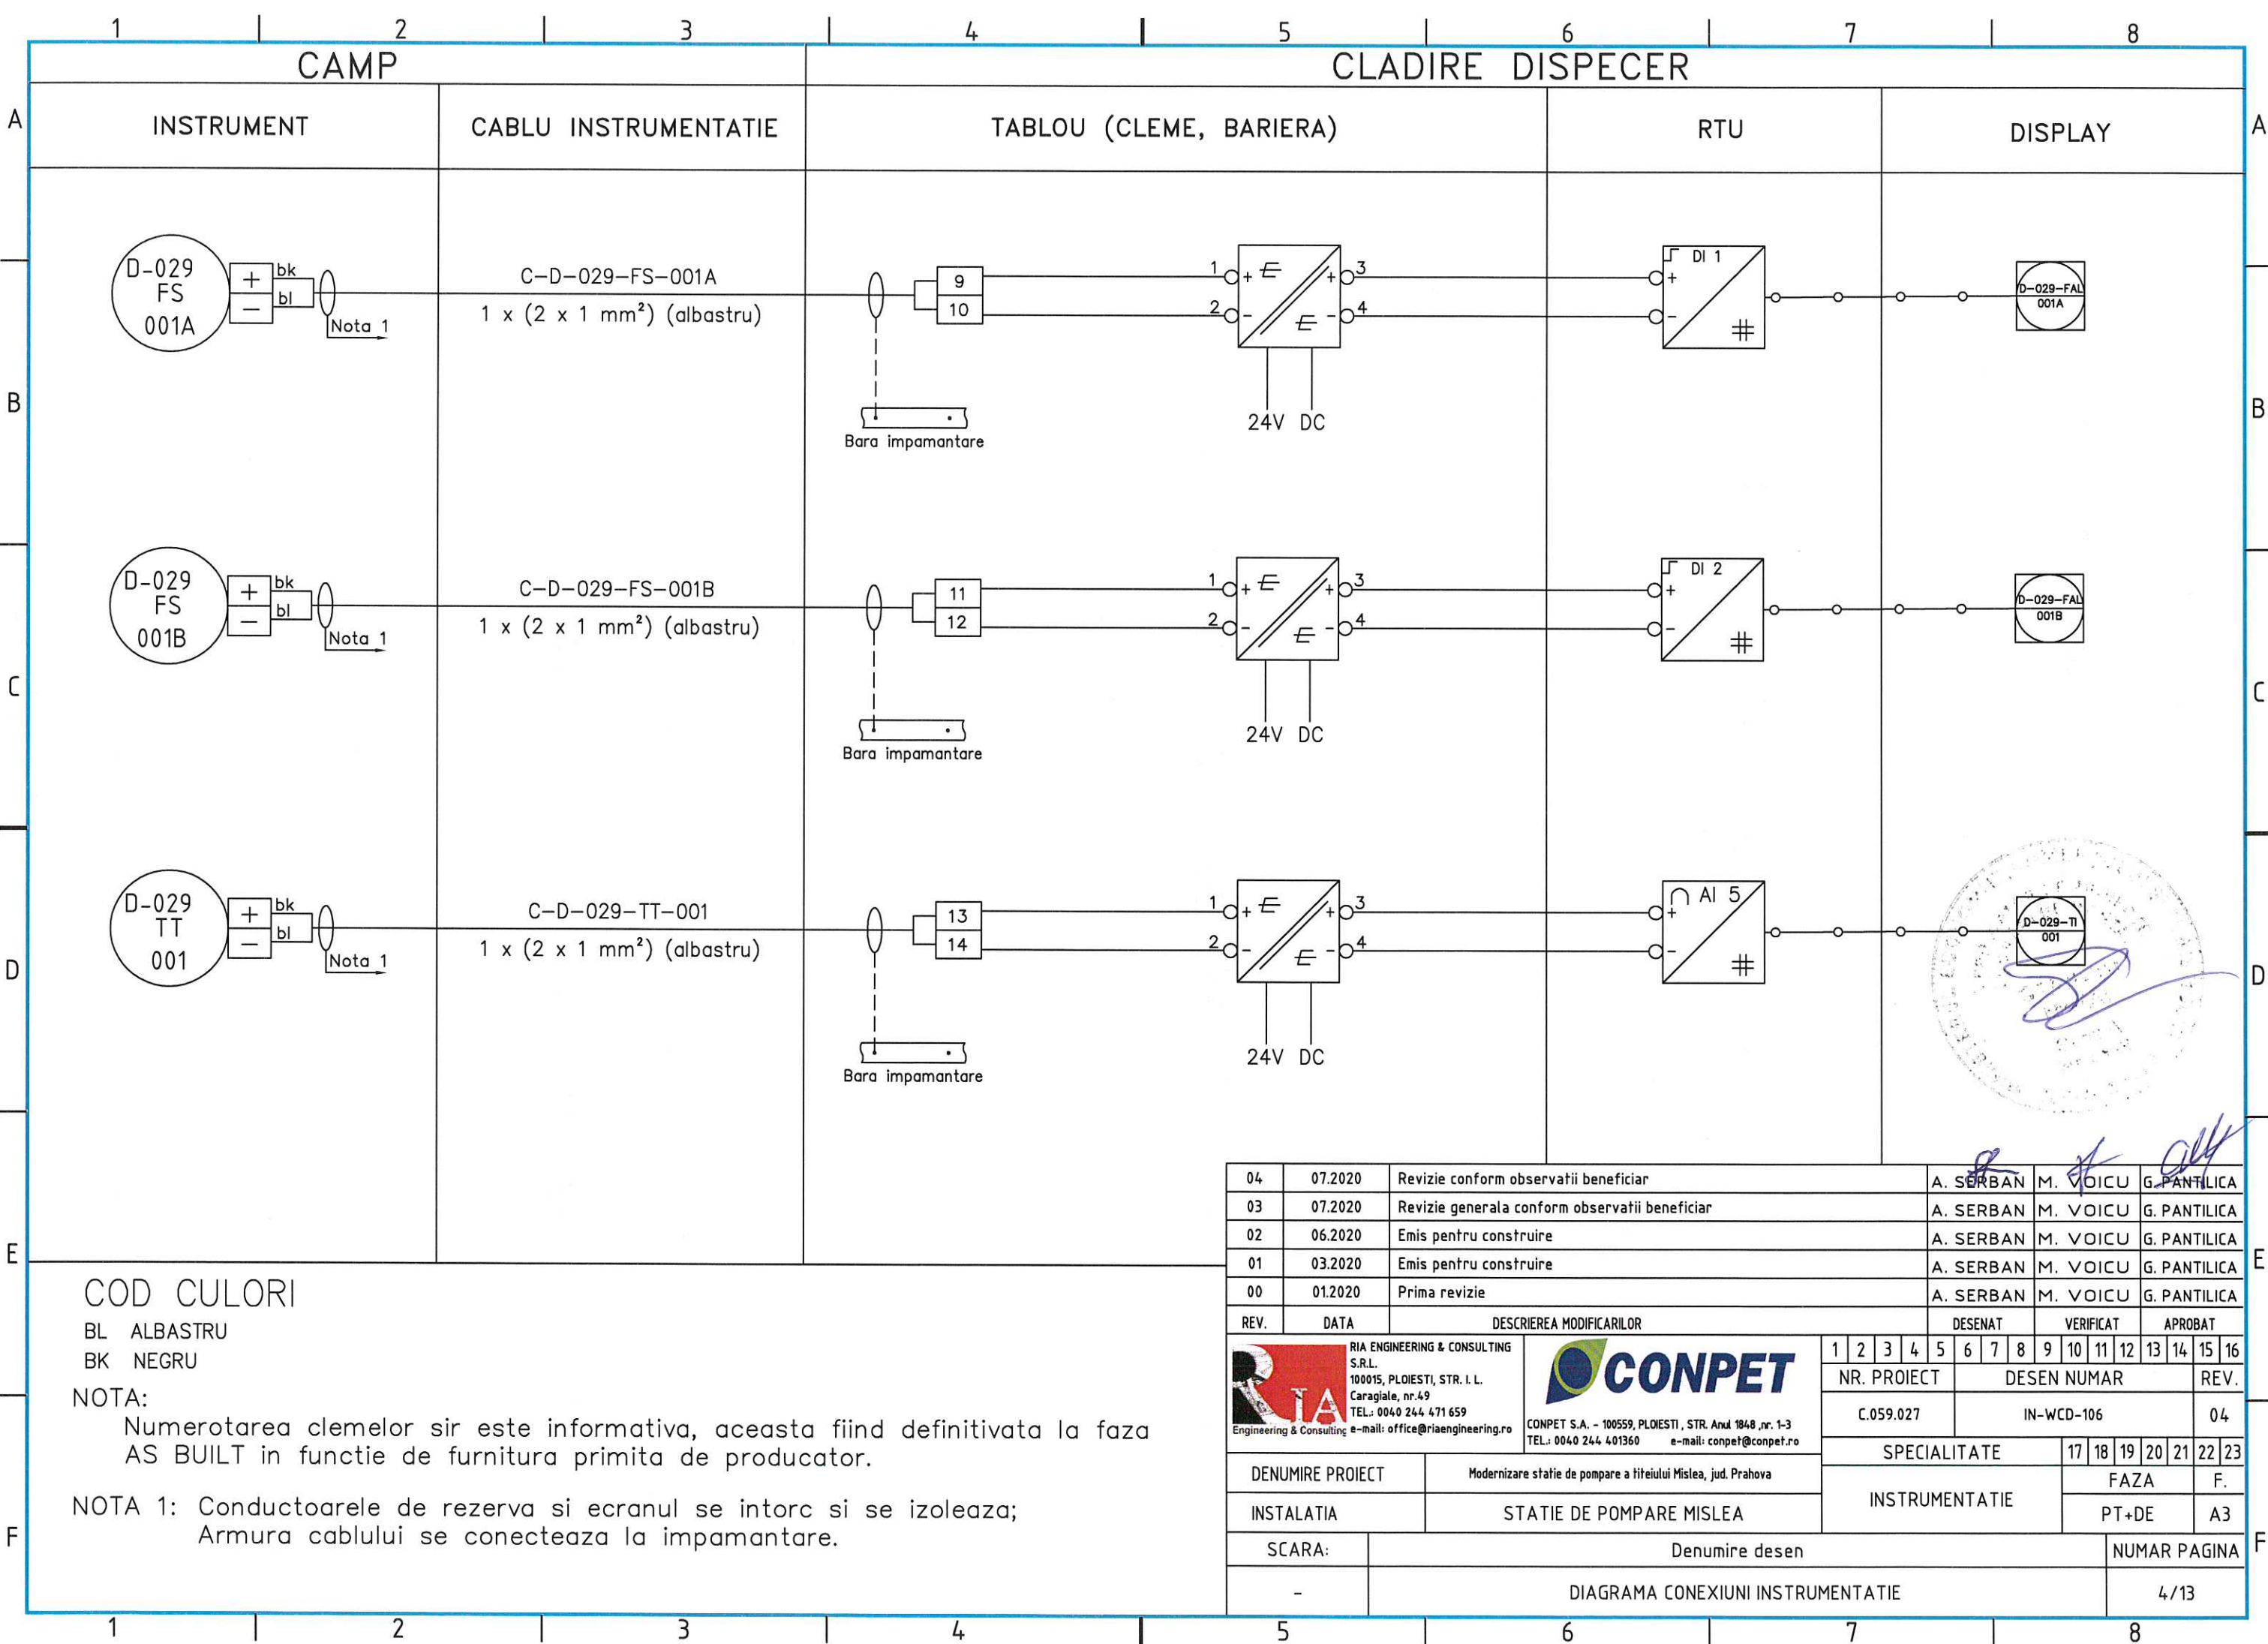 1 2 3 4 5 6 7 8
CAMP
CLADIRE DISPECER
A
A
INSTRUMENT
CABLU INSTRUMENTATIE
TABLOU (CLEME, BARIERA)
RTU
DISPLAY
D-029
FS
001A
+
-
bk
bl
Nota 1
C-D-029-FS-001A
1 x (2 x 1 mm²) (albastru)
9
10
Bara impamantare
1
2
+
-
E
E
+
-
3
4
24V DC
DI 1
+
-
#
D-029-FAL
001A
B
B
D-029
FS
001B
+
-
bk
bl
Nota 1
C-D-029-FS-001B
1 x (2 x 1 mm²) (albastru)
11
12
Bara impamantare
1
2
+
-
E
E
+
-
3
4
24V DC
DI 2
+
-
#
D-029-FAL
001B
C
C
D-029
TT
001
+
-
bk
bl
Nota 1
C-D-029-TT-001
1 x (2 x 1 mm²) (albastru)
13
14
Bara impamantare
1
2
+
-
E
E
+
-
3
4
24V DC
AI 5
+
-
#
D-029-TI
001
D
D
04 07.2020 Revizie conform observatii beneficiar A. SERBAN M. VOICU G. PANTILICA
03 07.2020 Revizie generala conform observatii beneficiar A. SERBAN M. VOICU G. PANTILICA
02 06.2020 Emis pentru construire A. SERBAN M. VOICU G. PANTILICA
01 03.2020 Emis pentru construire A. SERBAN M. VOICU G. PANTILICA
00 01.2020 Prima revizie A. SERBAN M. VOICU G. PANTILICA
REV. DATA DESCRIEREA MODIFICARILOR DESENAT VERIFICAT APROBAT
E
E
COD CULORI
BL ALBASTRU
BK NEGRU
NOTA:
Numerotarea clemelor sir este informativa, aceasta fiind definitivata la faza
AS BUILT in functie de furnitura primita de producator.
NOTA 1: Conductoarele de rezerva si ecranul se intorc si se izoleaza;
Armura cablului se conecteaza la impamantare.
RIA
Engineering & Consulting
RIA ENGINEERING & CONSULTING
S.R.L.
100015, PLOIESTI, STR. I. L.
Caragiale, nr.49
TEL.: 0040 244 471 659
e-mail: office@riaengineering.ro
CONPET
CONPET S.A. - 100559, PLOIESTI , STR. Anul 1848 ,nr. 1-3
TEL.: 0040 244 401360 e-mail: conpet@conpet.ro
1 2 3 4 5 6 7 8 9 10 11 12 13 14 15 16
NR. PROIECT DESEN NUMAR REV.
C.059.027 IN-WCD-106 04
SPECIALITATE 17 18 19 20 21 22 23
INSTRUMENTATIE
FAZA F.
PT+DE A3
DENUMIRE PROIECT Modernizare statie de pompare a titeiului Mislea, jud. Prahova
INSTALATIA STATIE DE POMPARE MISLEA
SCARA: Denumire desen NUMAR PAGINA
- DIAGRAMA CONEXIUNI INSTRUMENTATIE 4/13
F
F
1 2 3 4 5 6 7 8